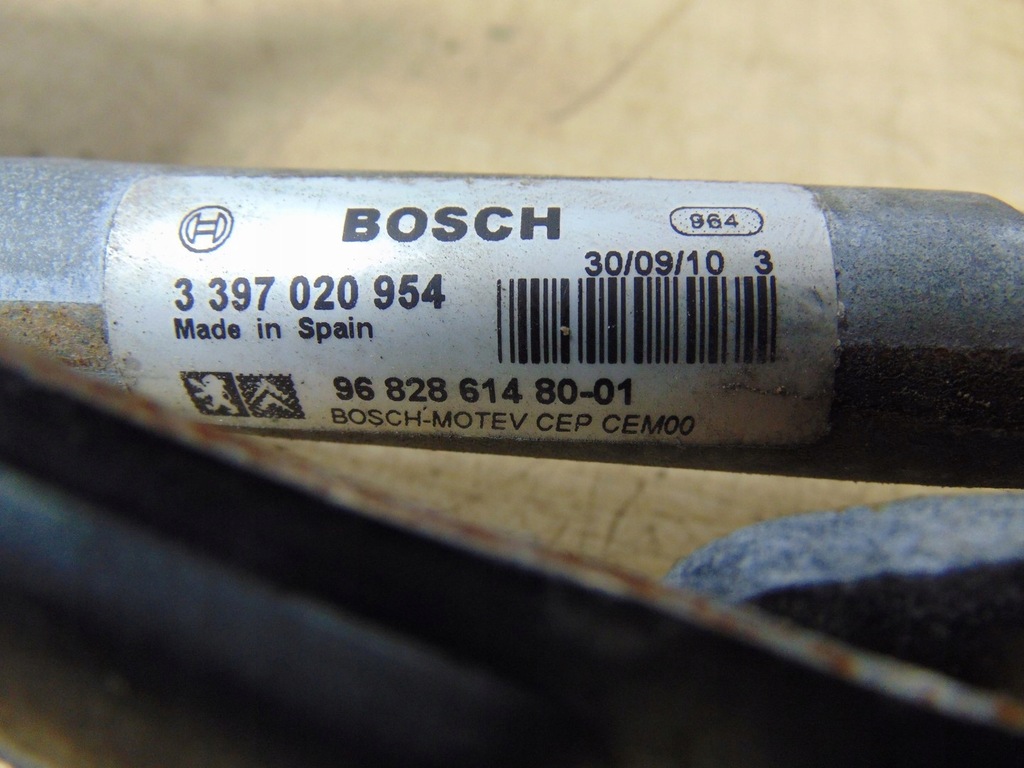 BOSCH 964
30/09/10 3
3 397 020 954
Made in Spain
96 828 614 80-01
BOSCH-MOTEV CEP CEM00